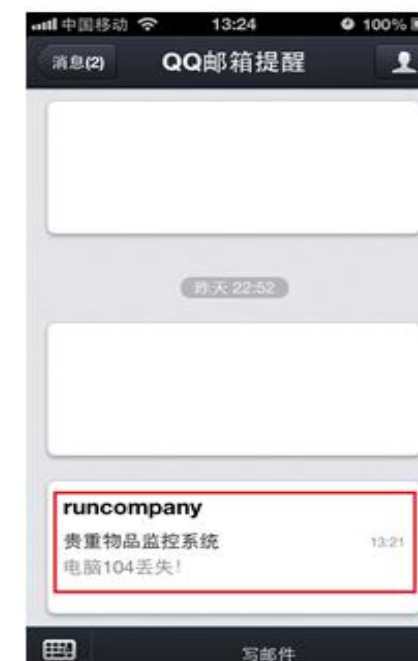 中国移动 13:24 100%
消息(2) QQ邮箱提醒
昨天 22:52
runcompany
贵重物品监控系统 13:21
电脑104丢失!
写邮件